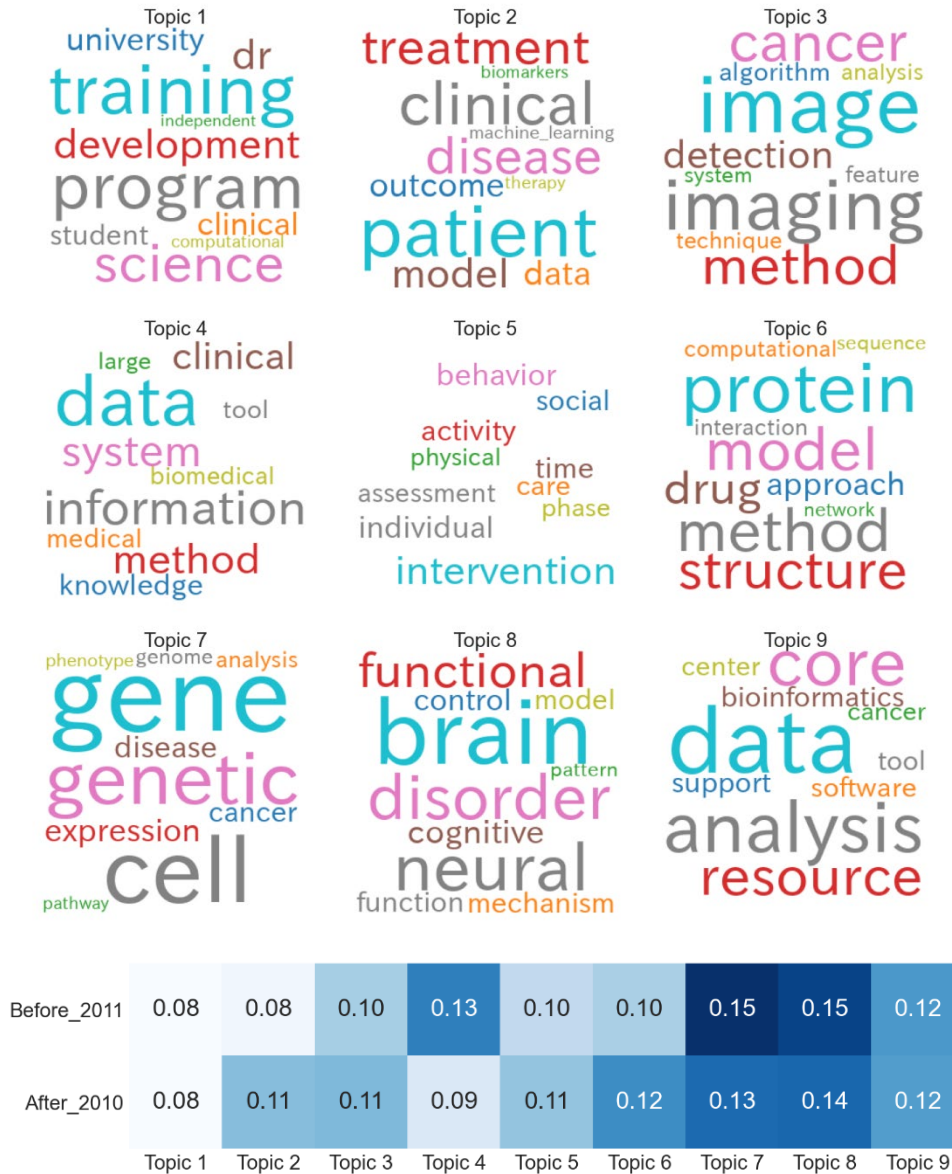 Topic 1
university
dr
training
independent
development
program
student clinical
computational
science
Topic 2
treatment
biomarkers
clinical
machine_learning
disease
outcome therapy
patient
model data
Topic 3
cancer
algorithm analysis
image
detection
system feature
imaging
technique
method
Topic 4
large clinical
data tool
system
biomedical
information
medical
method
knowledge
Topic 5
behavior
social
activity
physical
time
assessment care
phase
individual
intervention
Topic 6
computational sequence
protein
interaction
model
drug approach
network
method
structure
Topic 7
phenotype genome analysis
gene
disease
genetic
cancer
expression
cell
pathway
Topic 8
functional
control model
brain
pattern
disorder
cognitive
neural
function mechanism
Topic 9
center core
bioinformatics
cancer
data tool
support software
analysis
resource
Before_2011 0.08 0.08 0.10 0.13 0.10 0.10 0.15 0.15 0.12
After_2010 0.08 0.11 0.11 0.09 0.11 0.12 0.13 0.14 0.12
Topic 1 Topic 2 Topic 3 Topic 4 Topic 5 Topic 6 Topic 7 Topic 8 Topic 9